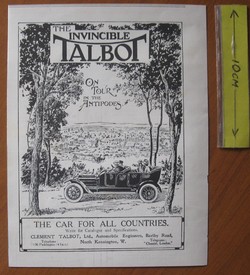 THE
INVINCIBLE
TALBOT
ON
TOUR
IN THE
ANTIPODES
THE CAR FOR ALL COUNTRIES.
Write for Catalogue and Specifications.
CLEMENT TALBOT, Ltd., Automobile Engineers, Barlby Road,
North Kensington, W.
10CM